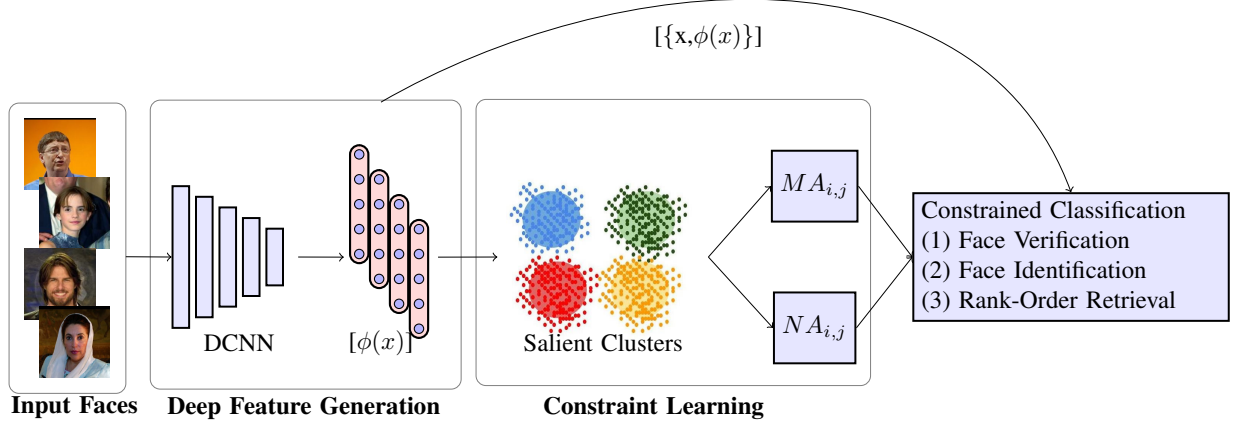 [{x,ϕ(x)}]
MA_{i,j}
Constrained Classification
(1) Face Verification
(2) Face Identification
(3) Rank-Order Retrieval
NA_{i,j}
DCNN
[ϕ(x)]
Salient Clusters
Input Faces
Deep Feature Generation
Constraint Learning